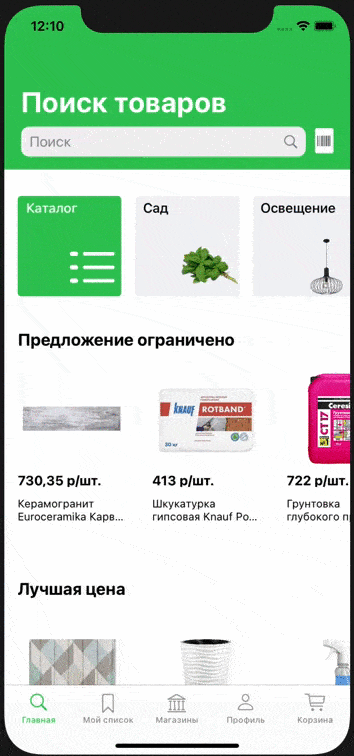 12:10
Поиск товаров
Поиск
Каталог
Сад
Освещение
Предложение ограничено
KNAUF ROTBAND
30 кг
Ceresit
CT 17
730,35 р/шт.
413 р/шт.
722 р/шт.
Керамогранит
Euroceramika Карв...
Шкукатурка
гипсовая Knauf Ро...
Грунтовка
глубокого п
Лучшая цена
Главная
Мой список
Магазины
Профиль
Корзина